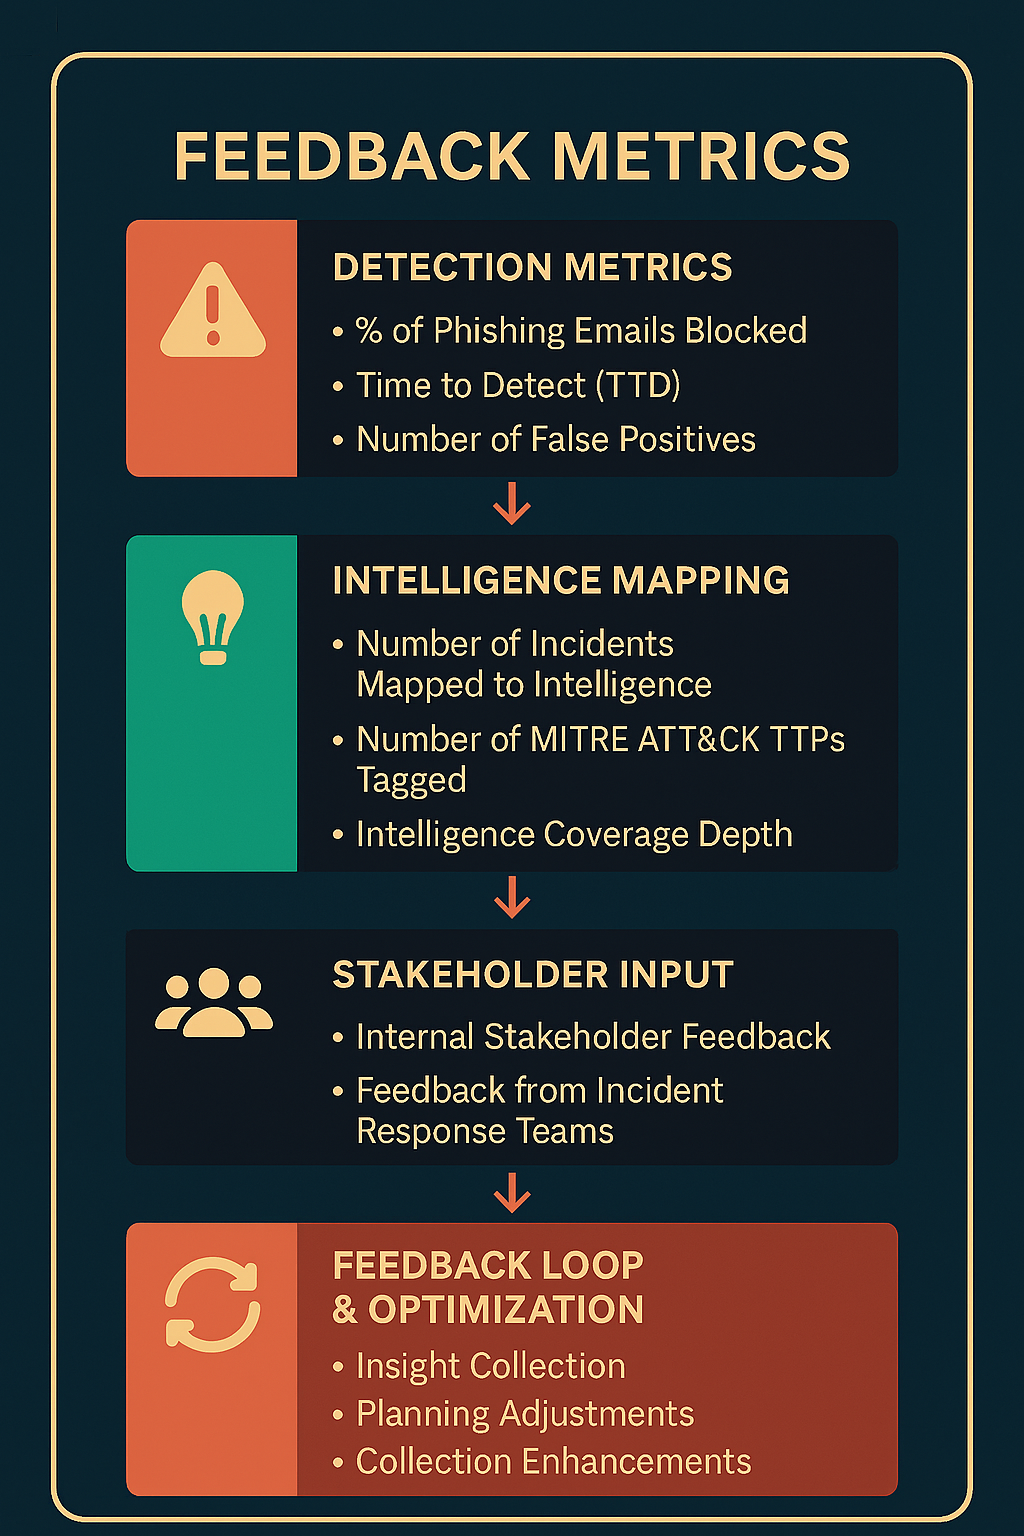 FEEDBACK METRICS
DETECTION METRICS
• % of Phishing Emails Blocked
• Time to Detect (TTD)
• Number of False Positives
INTELLIGENCE MAPPING
• Number of Incidents
Mapped to Intelligence
• Number of MITRE ATT&CK TTPs
Tagged
• Intelligence Coverage Depth
STAKEHOLDER INPUT
• Internal Stakeholder Feedback
• Feedback from Incident
Response Teams
FEEDBACK LOOP
& OPTIMIZATION
• Insight Collection
• Planning Adjustments
• Collection Enhancements